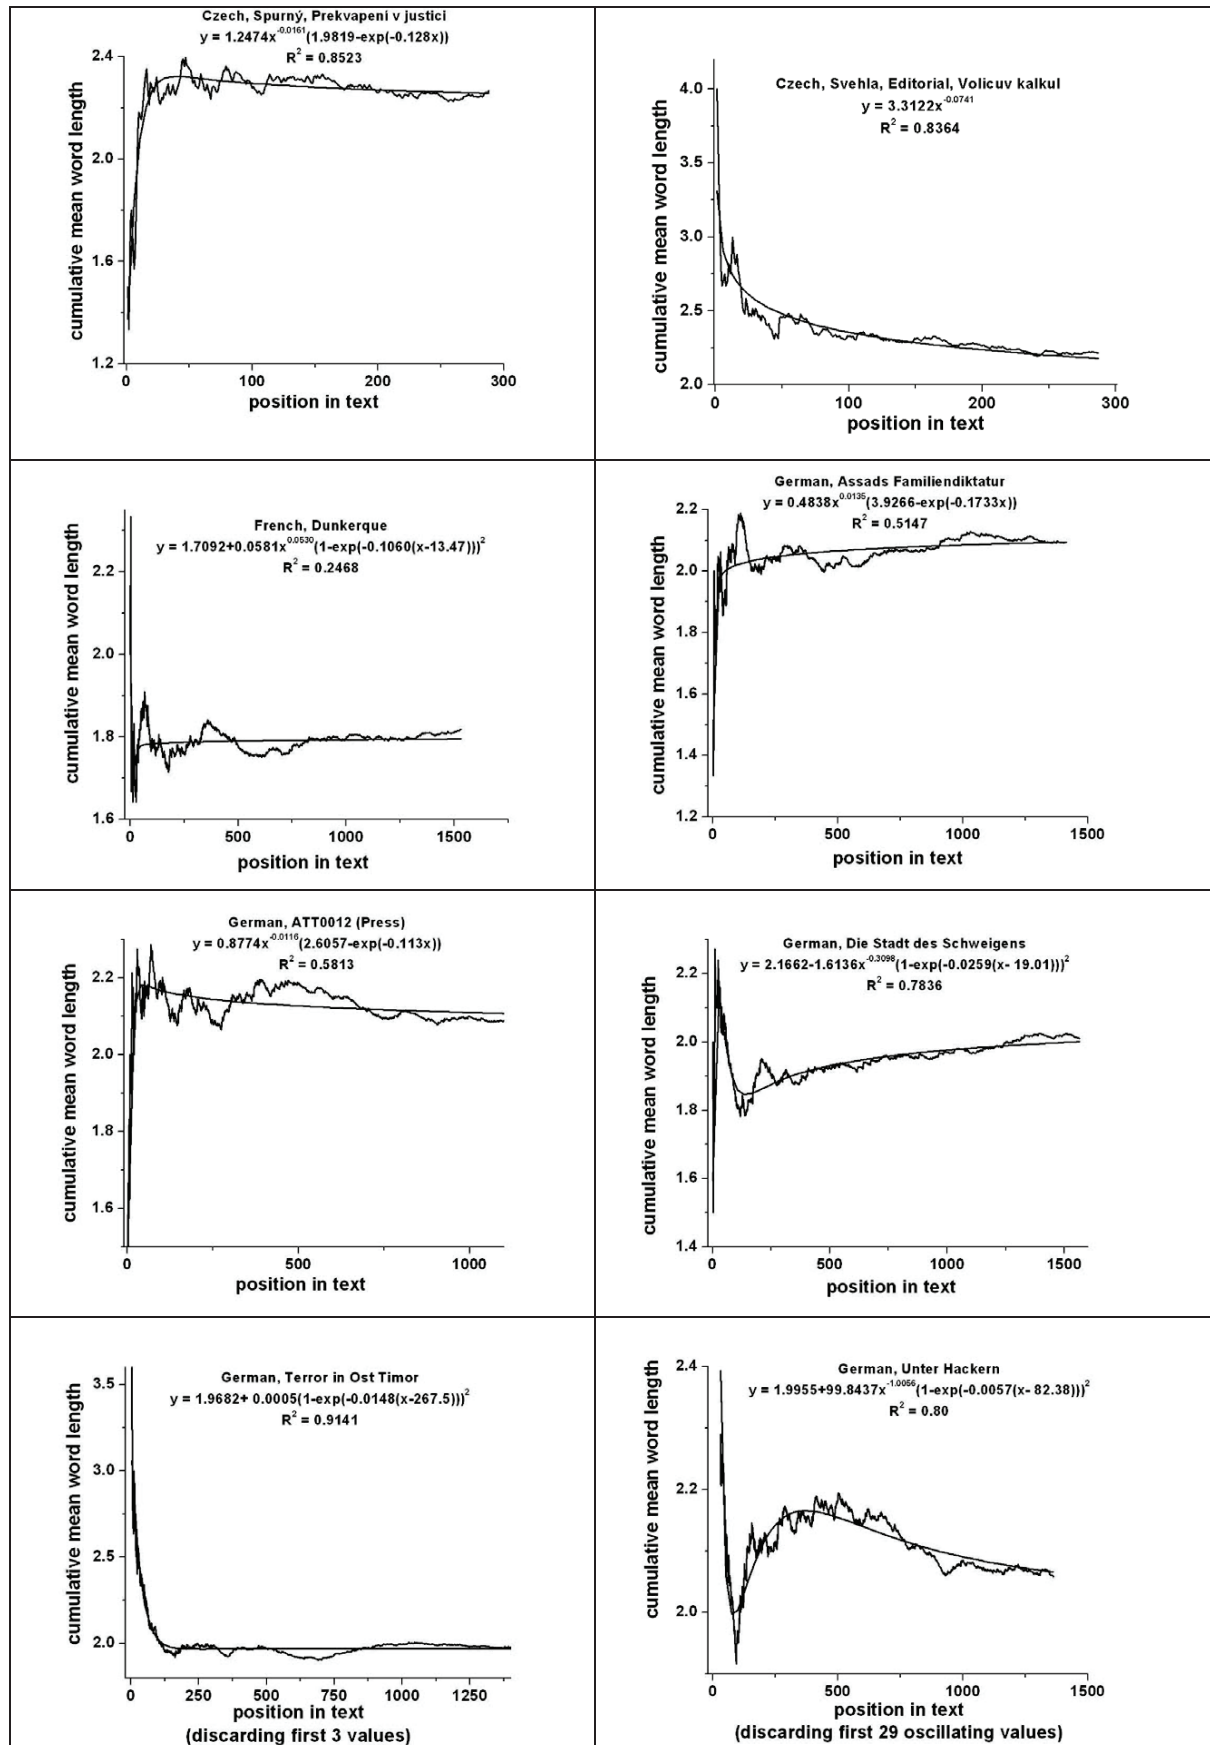 Czech, Spurný, Prekvapení v justici
y = 1.2474x^-0.0161(1.9819-exp(-0.128x))
R² = 0.8523
cumulative mean word length
2.4
2.0
1.6
1.2
0 100 200 300
position in text
Czech, Svehla, Editorial, Volicuv kalkul
y = 3.3122x^-0.0741
R² = 0.8364
cumulative mean word length
4.0
3.5
3.0
2.5
2.0
0 100 200 300
position in text
French, Dunkerque
y = 1.7092+0.0581x^0.0530(1-exp(-0.1060(x-13.47)))²
R² = 0.2468
cumulative mean word length
2.2
2.0
1.8
1.6
0 500 1000 1500
position in text
German, Assads Familiendiktatur
y = 0.4838x^0.0135(3.9266-exp(-0.1733x))
R² = 0.5147
cumulative mean word length
2.2
2.0
1.8
1.6
1.4
1.2
0 500 1000 1500
position in text
German, ATT0012 (Press)
y = 0.8774x^-0.0116(2.6057-exp(-0.113x))
R² = 0.5813
cumulative mean word length
2.2
2.0
1.8
1.6
0 500 1000
position in text
German, Die Stadt des Schweigens
y = 2.1662-1.6136x^-0.3098(1-exp(-0.0259(x- 19.01)))²
R² = 0.7836
cumulative mean word length
2.2
2.0
1.8
1.6
1.4
0 500 1000 1500
position in text
German, Terror in Ost Timor
y = 1.9682+ 0.0005(1-exp(-0.0148(x-267.5)))²
R² = 0.9141
cumulative mean word length
3.5
3.0
2.5
2.0
0 250 500 750 1000 1250
position in text
(discarding first 3 values)
German, Unter Hackern
y = 1.9955+99.8437x^-1.0056(1-exp(-0.0057(x- 82.38)))²
R² = 0.80
cumulative mean word length
2.4
2.2
2.0
0 500 1000 1500
position in text
(discarding first 29 oscillating values)